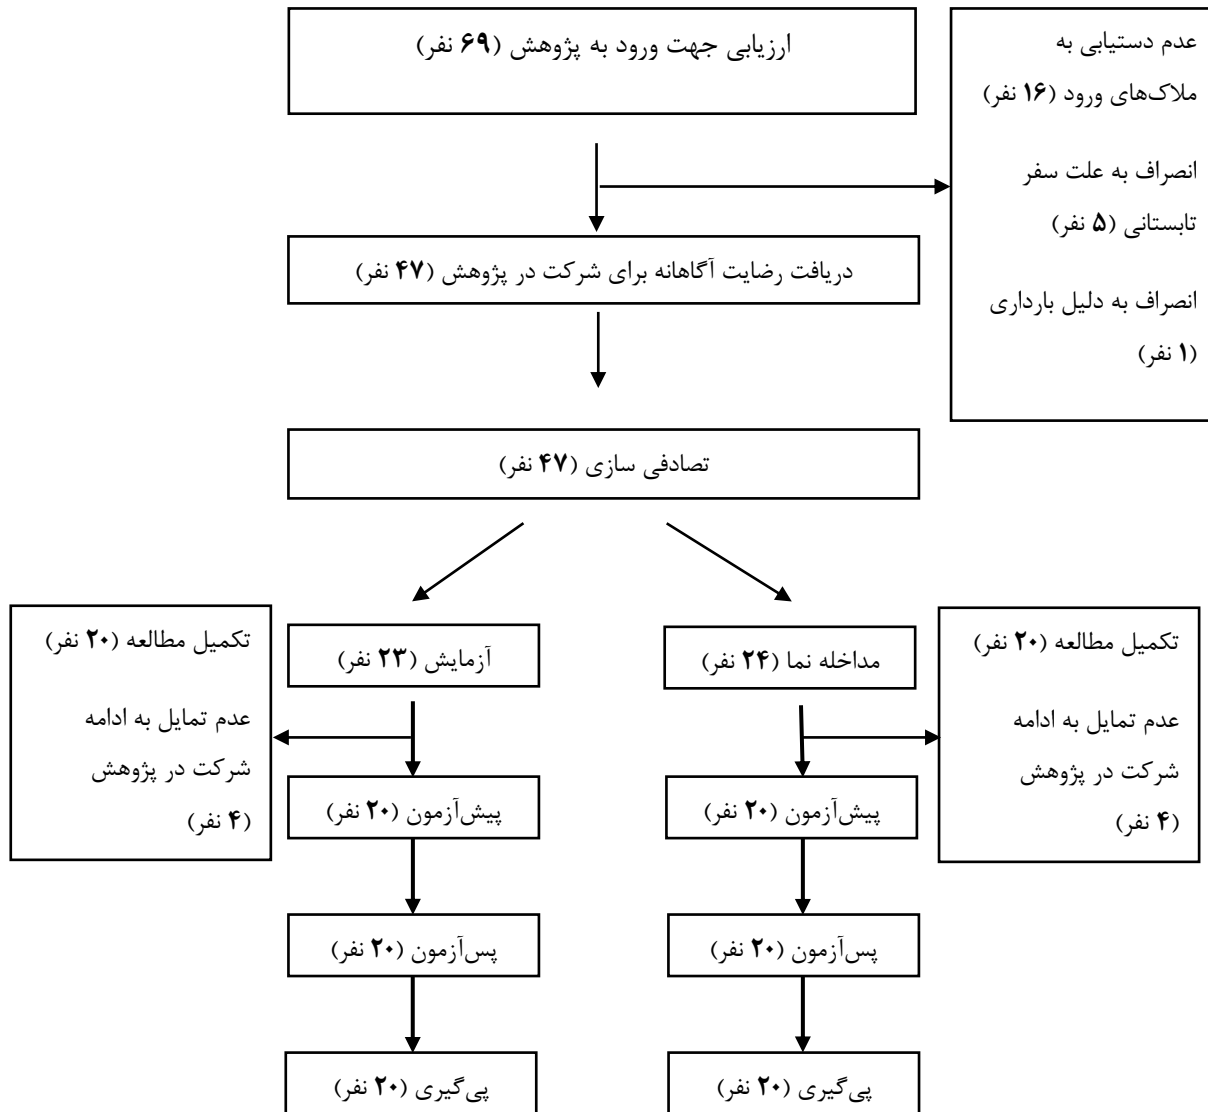 ارزیابی جهت ورود به پژوهش (۶۹ نفر)
عدم دستیابی به
ملاک‌های ورود (۱۶ نفر)
انصراف به علت سفر
تابستانی (۵ نفر)
انصراف به دلیل بارداری
(۱ نفر)
دریافت رضایت آگاهانه برای شرکت در پژوهش (۴۷ نفر)
تصادفی سازی (۴۷ نفر)
مداخله نما (۲۴ نفر)
آزمایش (۲۳ نفر)
تکمیل مطالعه (۲۰ نفر)
عدم تمایل به ادامه
شرکت در پژوهش
(۴ نفر)
تکمیل مطالعه (۲۰ نفر)
عدم تمایل به ادامه
شرکت در پژوهش
(۴ نفر)
پیش‌آزمون (۲۰ نفر)
پیش‌آزمون (۲۰ نفر)
پس‌آزمون (۲۰ نفر)
پس‌آزمون (۲۰ نفر)
پی‌گیری (۲۰ نفر)
پی‌گیری (۲۰ نفر)